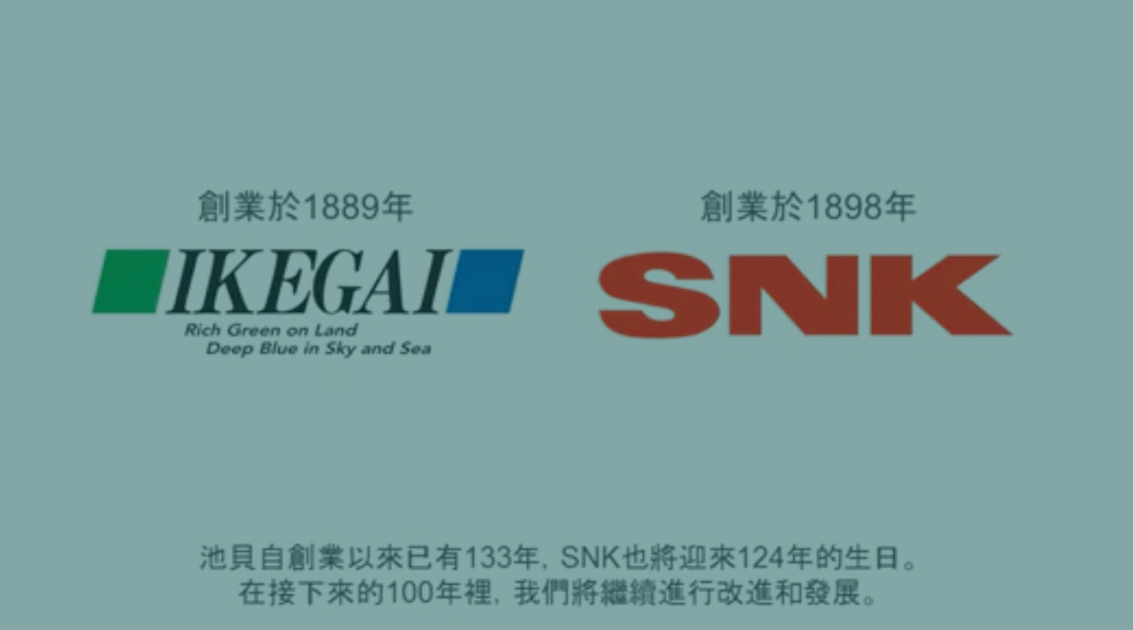 創業於1889年
創業於1898年
IKEGAI
SNK
Rich Green on Land
Deep Blue in Sky and Sea
池貝自創業以來已有133年, SNK也將迎來124年的生日。
在接下來的100年裡, 我們將繼續進行改進和發展。